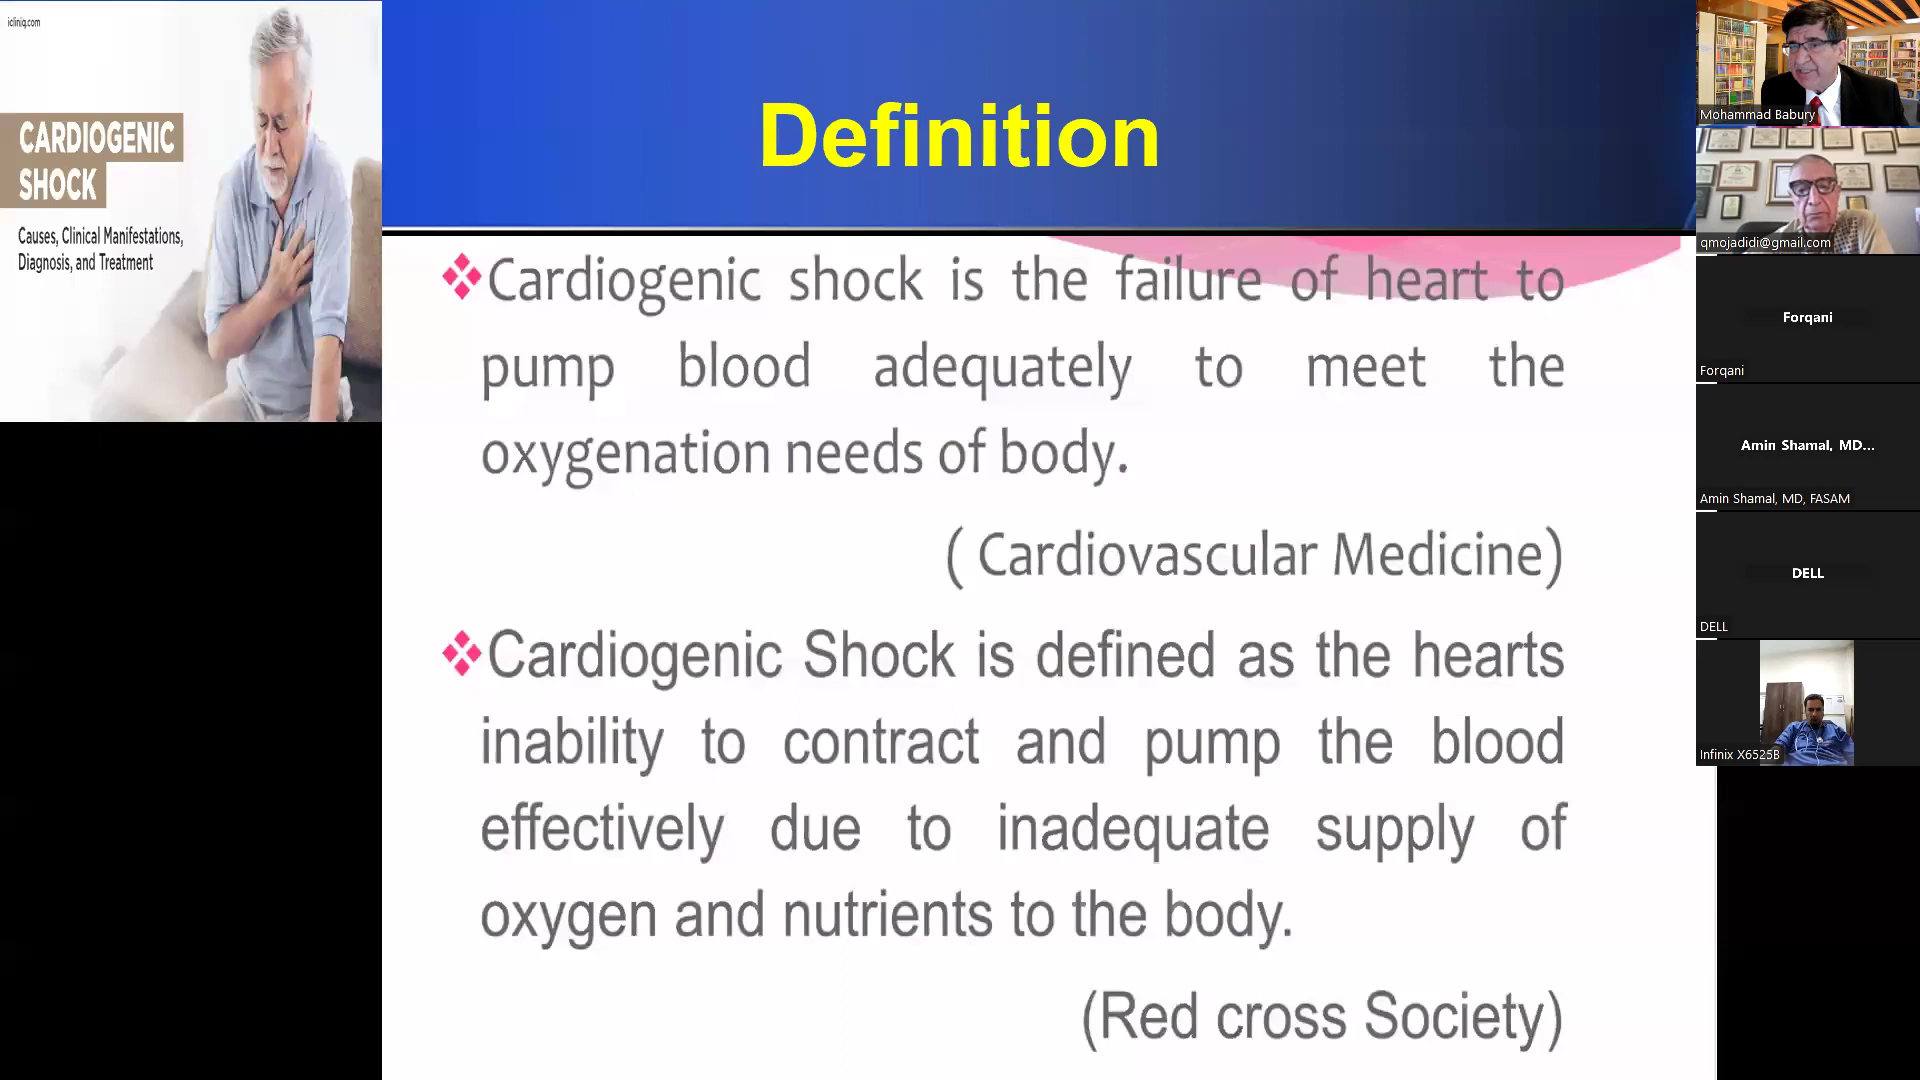 icliniq.com
CARDIOGENIC
SHOCK
Causes, Clinical Manifestations,
Diagnosis, and Treatment
Definition
❖Cardiogenic shock is the failure of heart to
pump blood adequately to meet the
oxygenation needs of body.
( Cardiovascular Medicine)
❖Cardiogenic Shock is defined as the hearts
inability to contract and pump the blood
effectively due to inadequate supply of
oxygen and nutrients to the body.
(Red cross Society)
Mohammad Babury
qmojadidi@gmail.com
Forqani
Forqani
Amin Shamal, MD...
Amin Shamal, MD, FASAM
DELL
DELL
Infinix X6525B